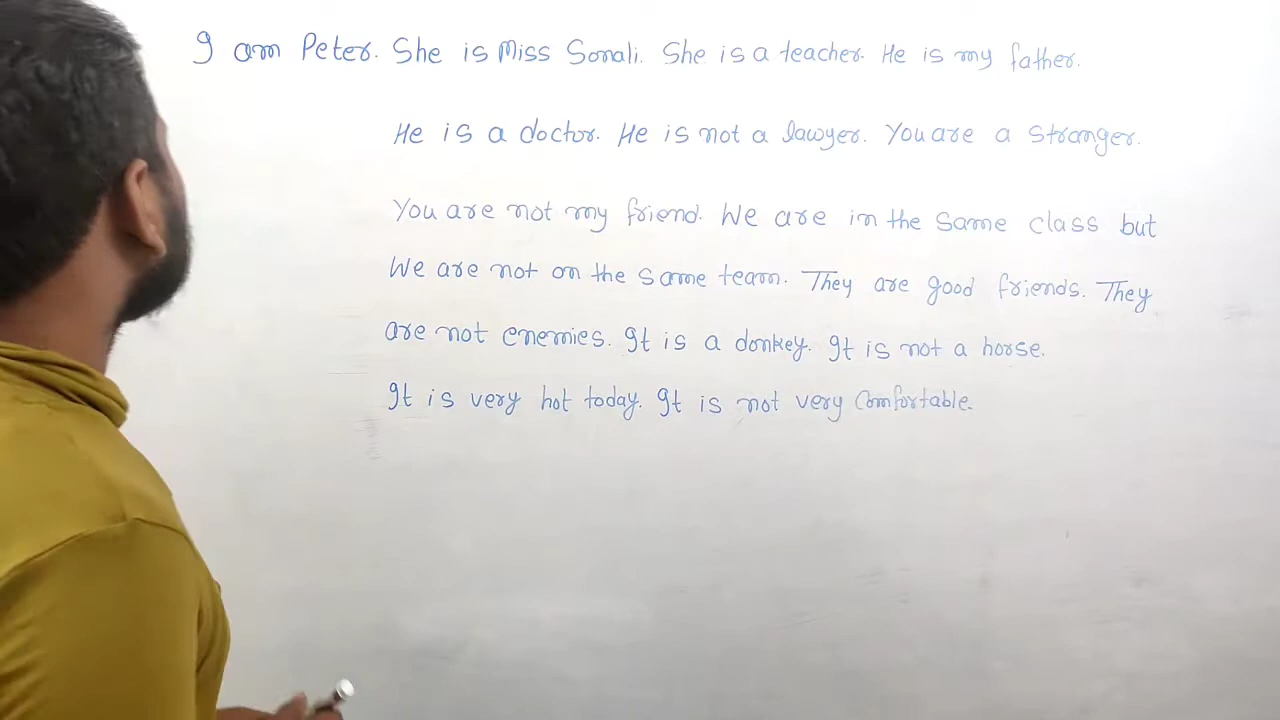 I am Peter. She is Miss Sonali. She is a teacher. He is my father.
He is a doctor. He is not a lawyer. You are a stranger.
You are not my friend. We are in the same class but
We are not on the same team. They are good friends. They
are not enemies. It is a donkey. It is not a horse.
It is very hot today. It is not very comfortable.